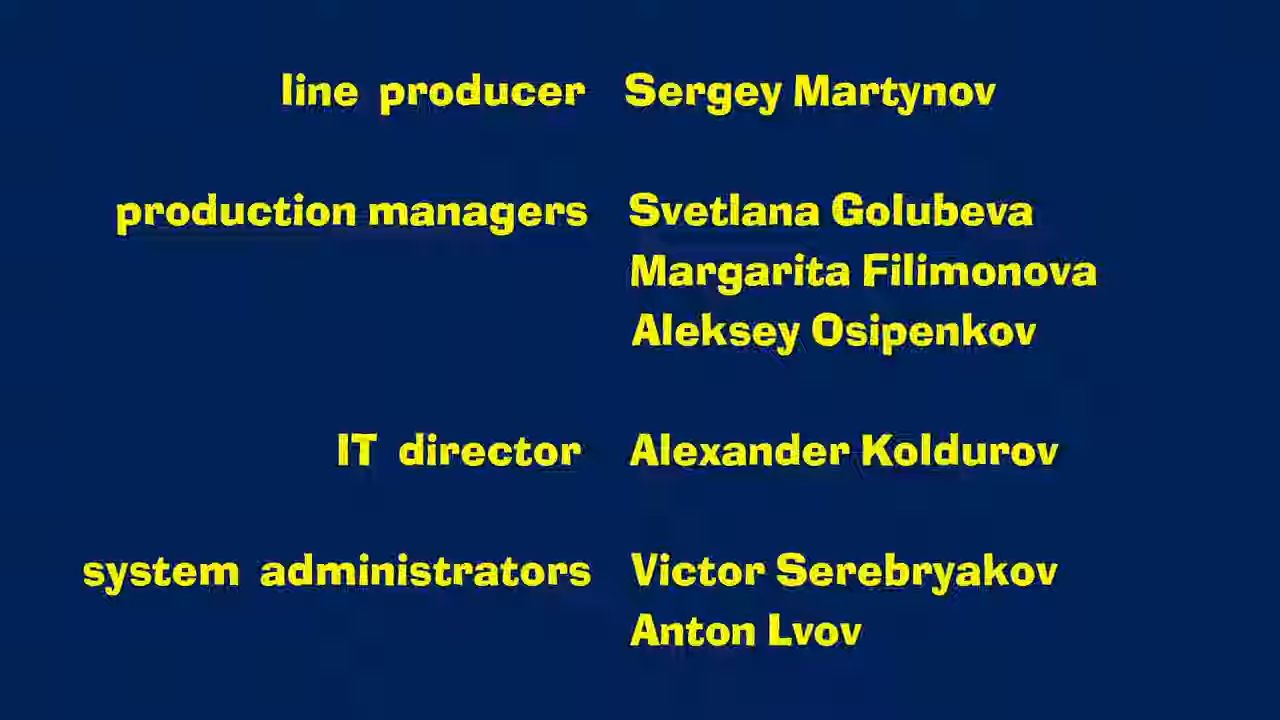 line producer Sergey Martynov
production managers Svetlana Golubeva
Margarita Filimonova
Aleksey Osipenkov
IT director Alexander Koldurov
system administrators Victor Serebryakov
Anton Lvov